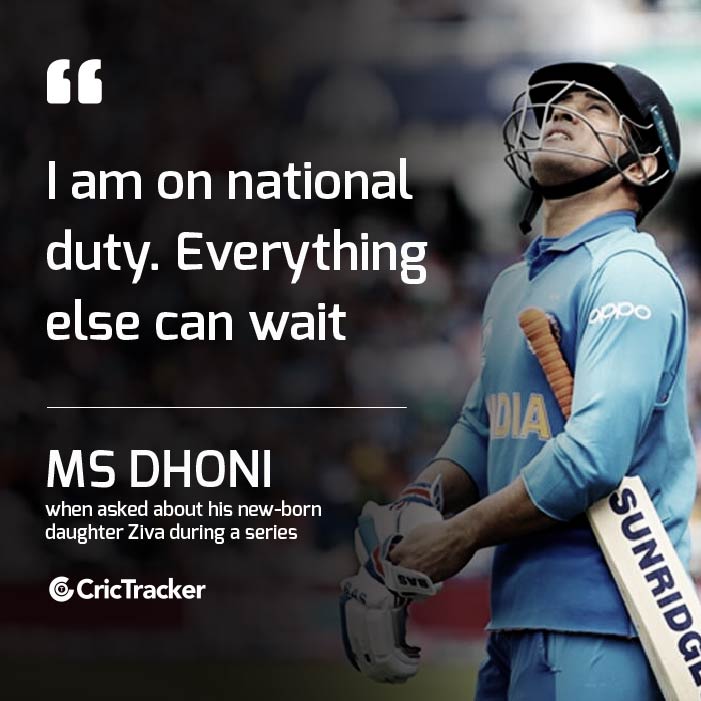 I am on national
duty. Everything
else can wait
MS DHONI
when asked about his new-born
daughter Ziva during a series
CricTracker
oppo
INDIA
BAS
SUNRIDGE